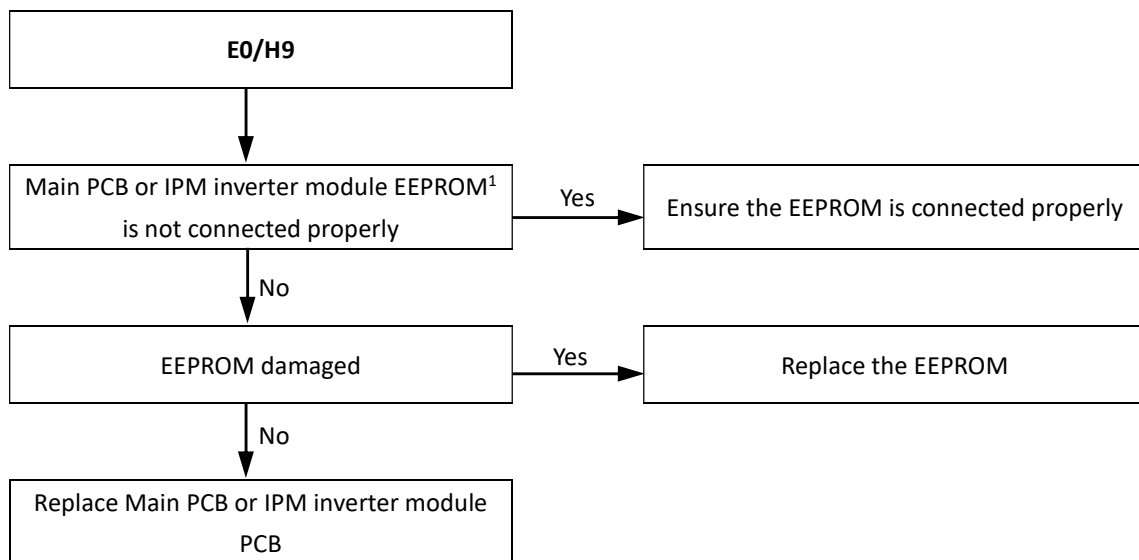 E0/H9
Main PCB or IPM inverter module EEPROM¹
is not connected properly
Yes
Ensure the EEPROM is connected properly
No
EEPROM damaged
Yes
Replace the EEPROM
No
Replace Main PCB or IPM inverter module
PCB